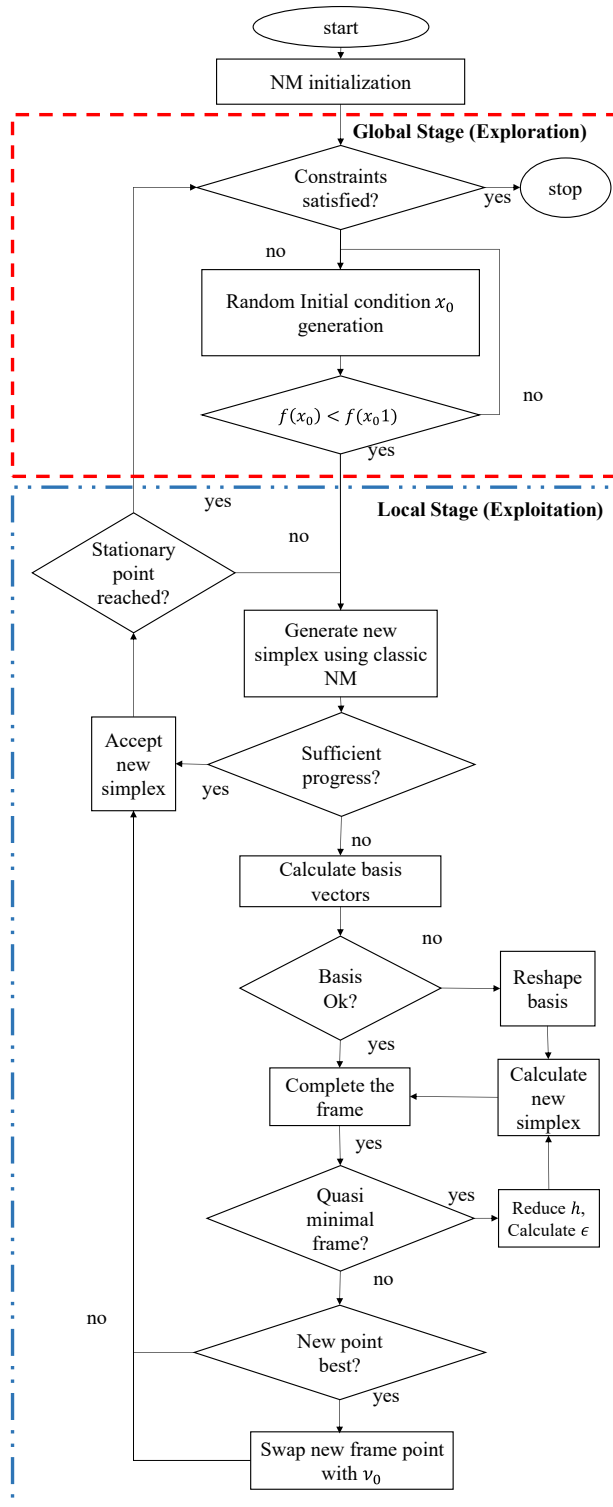 start
NM initialization
Global Stage (Exploration)
Constraints
satisfied?
yes
stop
no
Random Initial condition x₀
generation
no
f(x₀) < f(x₀1)
yes
yes
Local Stage (Exploitation)
no
Stationary
point
reached?
Generate new
simplex using classic
NM
Accept
new
simplex
Sufficient
progress?
yes
no
Calculate basis
vectors
no
Basis
Ok?
Reshape
basis
yes
Complete the
frame
Calculate
new
simplex
yes
Quasi
minimal
frame?
yes
Reduce h,
Calculate ϵ
no
no
New point
best?
yes
Swap new frame point
with ν₀